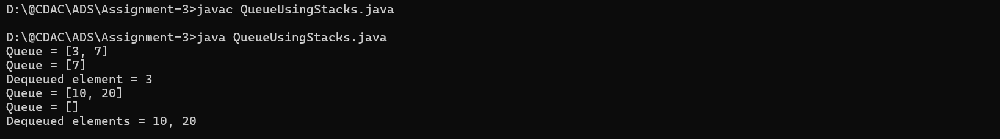 D:\@CDAC\ADS\Assignment-3>javac QueueUsingStacks.java
D:\@CDAC\ADS\Assignment-3>java QueueUsingStacks.java
Queue = [3, 7]
Queue = [7]
Dequeued element = 3
Queue = [10, 20]
Queue = []
Dequeued elements = 10, 20